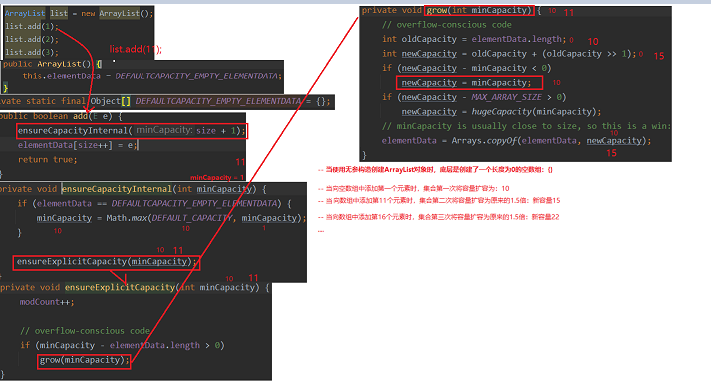 ArrayList list = new ArrayList();
list.add(1);
list.add(2);
list.add(3);
list.add(11);
public ArrayList() {
this.elementData = DEFAULTCAPACITY_EMPTY_ELEMENTDATA;
}
private static final Object[] DEFAULTCAPACITY_EMPTY_ELEMENTDATA = {};
public boolean add(E e) {
ensureCapacityInternal( minCapacity: size + 1);
elementData[size++] = e;
return true;
11
minCapacity = 1
private void ensureCapacityInternal(int minCapacity) {
if (elementData == DEFAULTCAPACITY_EMPTY_ELEMENTDATA) {
minCapacity = Math.max(DEFAULT_CAPACITY, minCapacity);
}
10 10 1
10 11
ensureExplicitCapacity(minCapacity);
}
10 11
private void ensureExplicitCapacity(int minCapacity) {
modCount++;
// overflow-conscious code
if (minCapacity - elementData.length > 0)
grow(minCapacity);
}
private void grow(int minCapacity) { 10 11
// overflow-conscious code
int oldCapacity = elementData.length; 0 10
int newCapacity = oldCapacity + (oldCapacity >> 1); 0 15
if (newCapacity - minCapacity < 0)
newCapacity = minCapacity; 10
if (newCapacity - MAX_ARRAY_SIZE > 0)
newCapacity = hugeCapacity(minCapacity);
// minCapacity is usually close to size, so this is a win:
elementData = Arrays.copyOf(elementData, newCapacity);
} 10
15
-- 当使用无参构造创建ArrayList对象时，底层是创建了一个长度为0的空数组：{}
-- 当向空数组中添加第一个元素时，集合第一次将容量扩容为：10
-- 当向数组中添加第11个元素时，集合第二次将容量扩容为原来的1.5倍：新容量15
-- 当向数组中添加第16个元素时，集合第三次将容量扩容为原来的1.5倍：新容量22
....